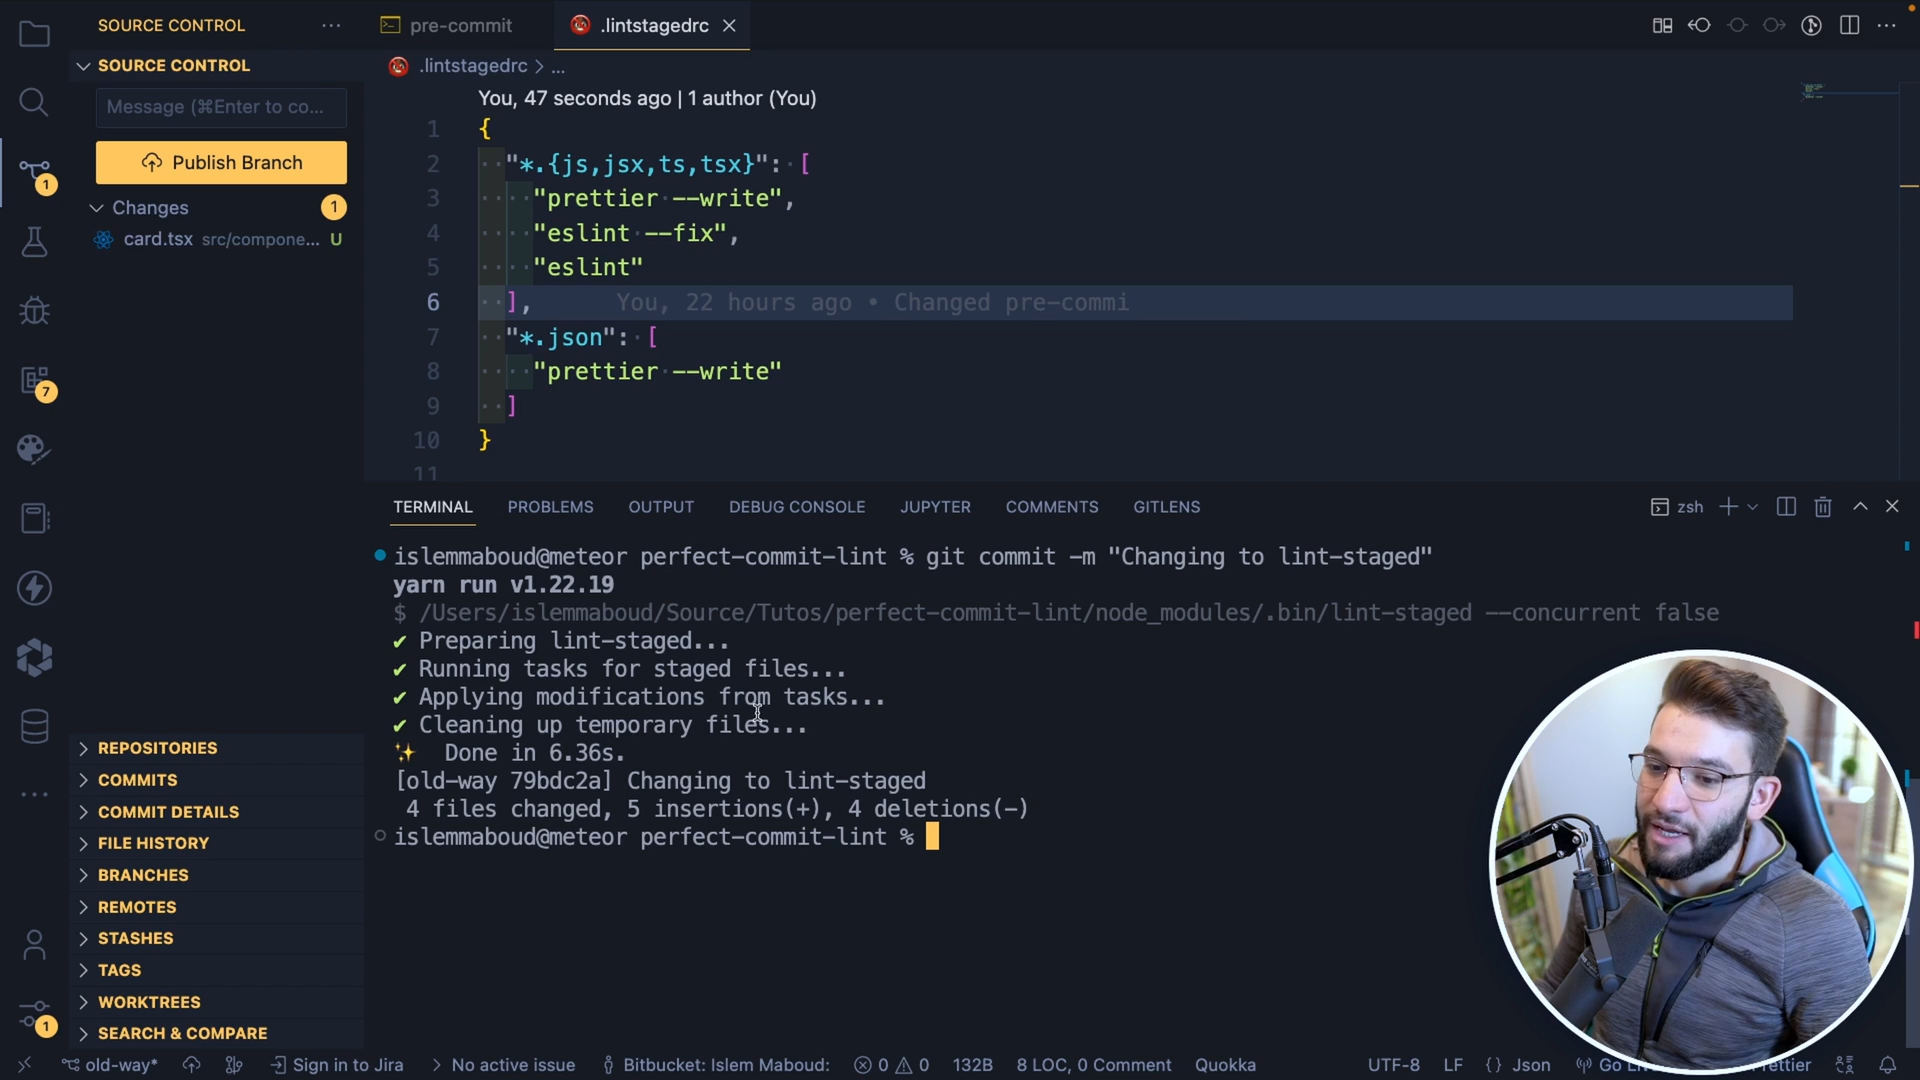 SOURCE CONTROL
pre-commit
.lintstagedrc
SOURCE CONTROL
Message (⌘Enter to co...
Publish Branch
Changes 1
card.tsx src/compone... U
.lintstagedrc > ...
You, 47 seconds ago | 1 author (You)
1 {
2 "*.{js,jsx,ts,tsx}": [
3 "prettier --write",
4 "eslint --fix",
5 "eslint"
6 ], You, 22 hours ago • Changed pre-commi
7 "*.json": [
8 "prettier --write"
9 ]
10 }
11
1
7
1
TERMINAL PROBLEMS OUTPUT DEBUG CONSOLE JUPYTER COMMENTS GITLENS
zsh
islemmaboud@meteor perfect-commit-lint % git commit -m "Changing to lint-staged"
yarn run v1.22.19
$ /Users/islemmaboud/Source/Tutos/perfect-commit-lint/node_modules/.bin/lint-staged --concurrent false
✔ Preparing lint-staged...
✔ Running tasks for staged files...
✔ Applying modifications from tasks...
✔ Cleaning up temporary files...
✨ Done in 6.36s.
[old-way 79bdc2a] Changing to lint-staged
4 files changed, 5 insertions(+), 4 deletions(-)
islemmaboud@meteor perfect-commit-lint %
REPOSITORIES
COMMITS
COMMIT DETAILS
FILE HISTORY
BRANCHES
REMOTES
STASHES
TAGS
WORKTREES
SEARCH & COMPARE
old-way* Sign in to Jira No active issue Bitbucket: Islem Maboud: 0 0 132B 8 LOC, 0 Comment Quokka UTF-8 LF {} Json Go